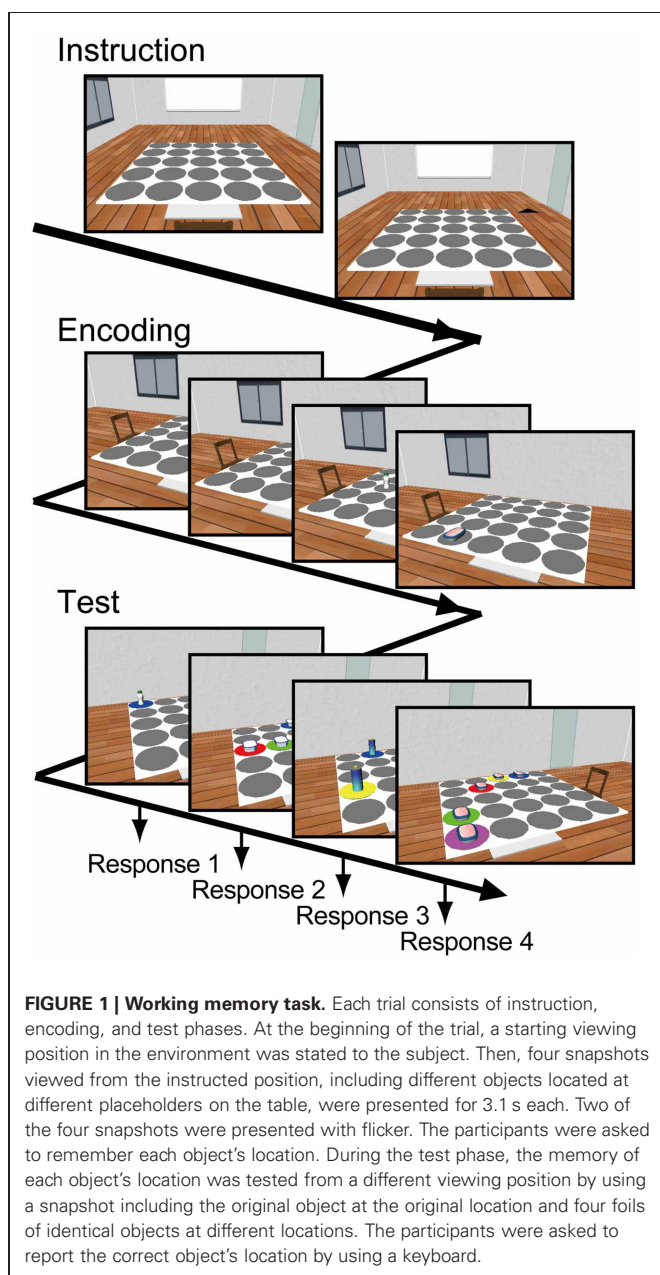 Instruction
Encoding
Test
Response 1
Response 2
Response 3
Response 4
FIGURE 1 | Working memory task. Each trial consists of instruction,
encoding, and test phases. At the beginning of the trial, a starting viewing
position in the environment was stated to the subject. Then, four snapshots
viewed from the instructed position, including different objects located at
different placeholders on the table, were presented for 3.1 s each. Two of
the four snapshots were presented with flicker. The participants were asked
to remember each object's location. During the test phase, the memory of
each object's location was tested from a different viewing position by using
a snapshot including the original object at the original location and four foils
of identical objects at different locations. The participants were asked to
report the correct object's location by using a keyboard.